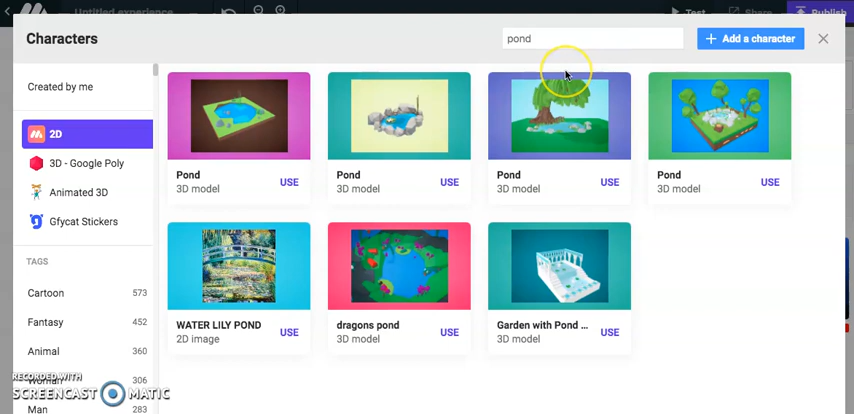 Untitled experience
Test
Share
Publish
Characters
pond
+ Add a character
Created by me
2D
3D - Google Poly
Animated 3D
Gfycat Stickers
TAGS
Cartoon 573
Fantasy 452
Animal 360
Woman 306
Man 283
Pond
3D model
USE
Pond
3D model
USE
Pond
3D model
USE
Pond
3D model
USE
WATER LILY POND
2D image
USE
dragons pond
3D model
USE
Garden with Pond ...
3D model
USE
RECORDED WITH
SCREENCAST MATIC